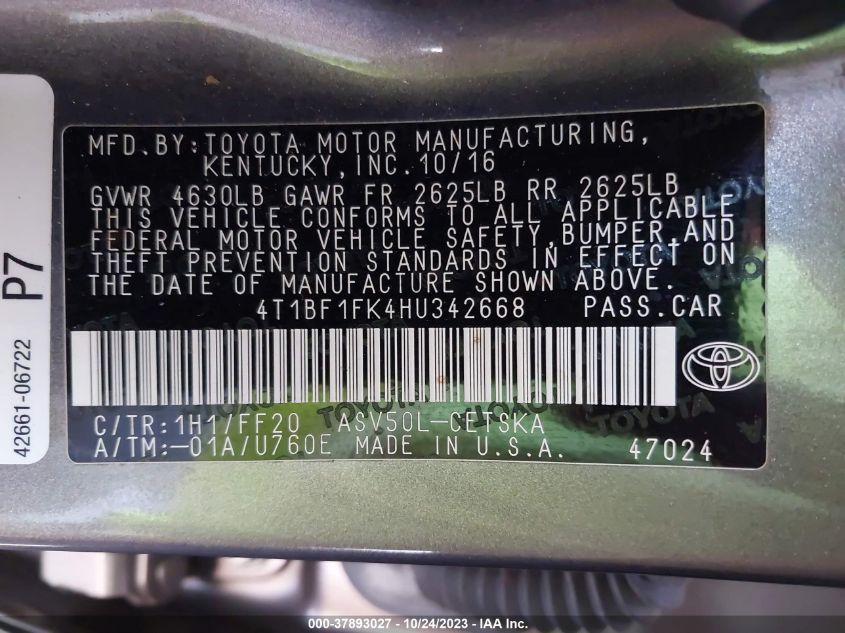 MFD.BY:TOYOTA MOTOR MANUFACTURING,
KENTUCKY,INC.10/16
GVWR 4630LB GAWR FR 2625LB RR 2625LB
THIS VEHICLE CONFORMS TO ALL APPLICABLE
FEDERAL MOTOR VEHICLE SAFETY,BUMPER,AND
THEFT PREVENTION STANDARDS IN EFFECT ON
THE DATE OF MANUFACTURE SHOWN ABOVE.
4T1BF1FK4HU342668 PASS.CAR
C/TR:1H1/FF20 ASV50L-CETSKA
A/TM:-01A/U760E MADE IN U.S.A. 47024
P7
42661-06722
000-37893027 - 10/24/2023 - IAA Inc.